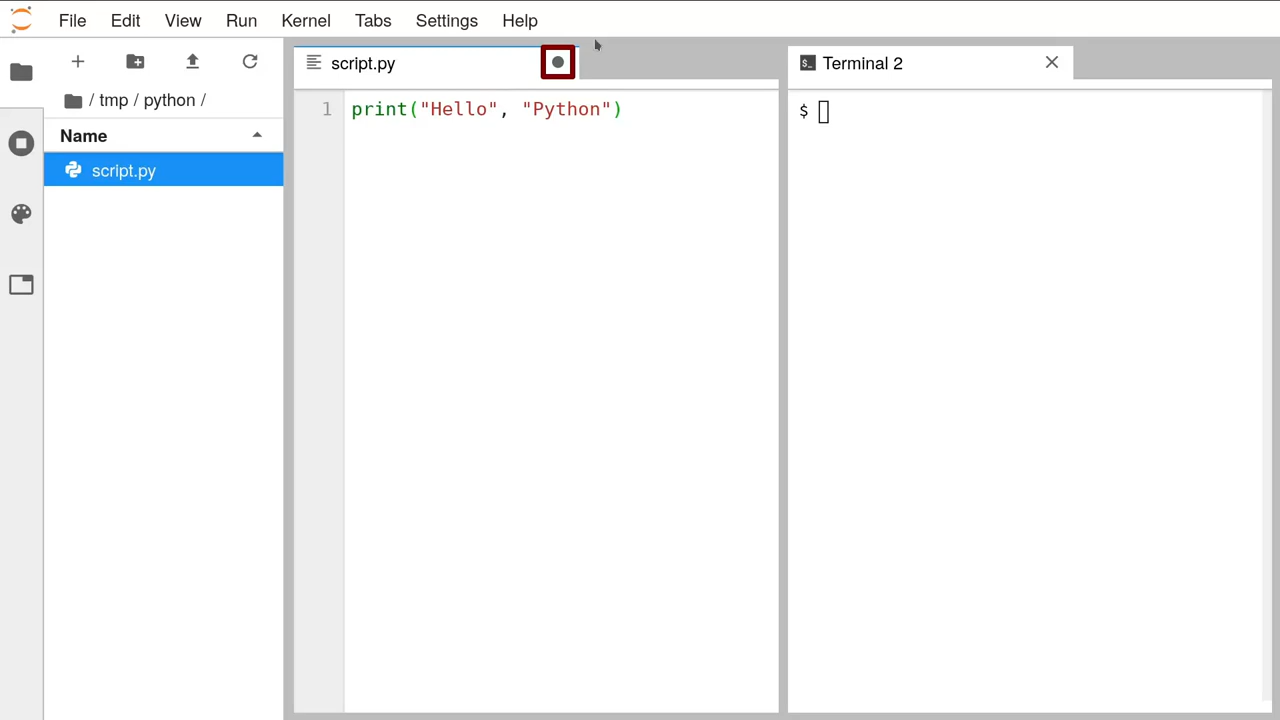 File Edit View Run Kernel Tabs Settings Help
/ tmp / python /
Name
script.py
script.py
1 print("Hello", "Python")
Terminal 2
$